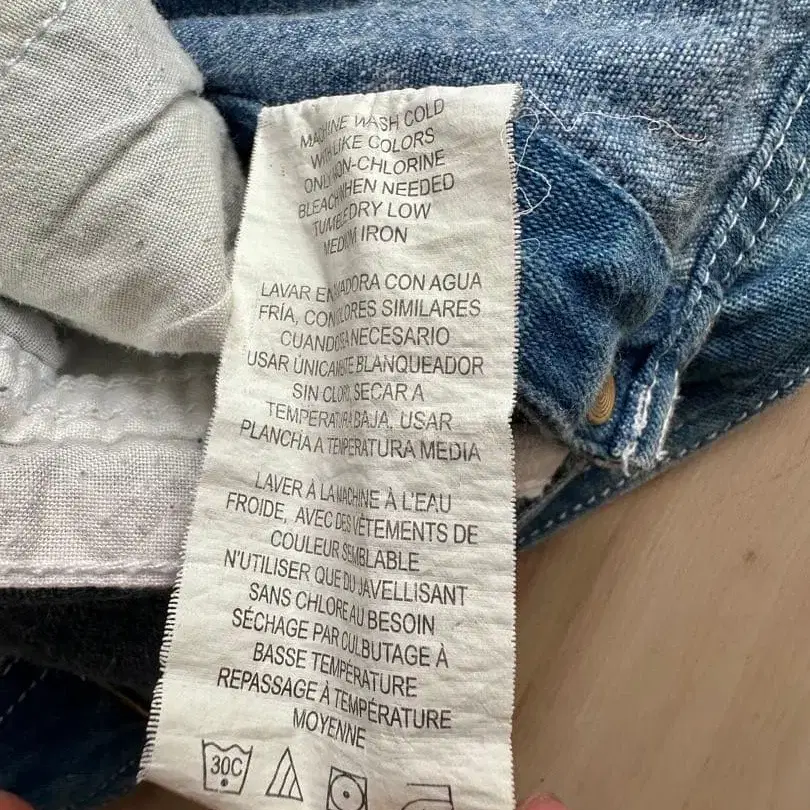 MACHINE WASH COLD
WITH LIKE COLORS
ONLY NON-CHLORINE
BLEACH WHEN NEEDED
TUMBLE DRY LOW
MEDIUM IRON
LAVAR EN LAVADORA CON AGUA
FRÍA, CON COLORES SIMILARES
CUANDO SEA NECESARIO
USAR ÚNICAMENTE BLANQUEADOR
SIN CLORO, SECAR A
TEMPERATURA BAJA, USAR
PLANCHA A TEMPERATURA MEDIA
LAVER À LA MACHINE À L'EAU
FROIDE, AVEC DES VÊTEMENTS DE
COULEUR SEMBLABLE
N'UTILISER QUE DU JAVELLISANT
SANS CHLORE AU BESOIN
SÉCHAGE PAR CULBUTAGE À
BASSE TEMPÉRATURE
REPASSAGE À TEMPÉRATURE
MOYENNE
30C